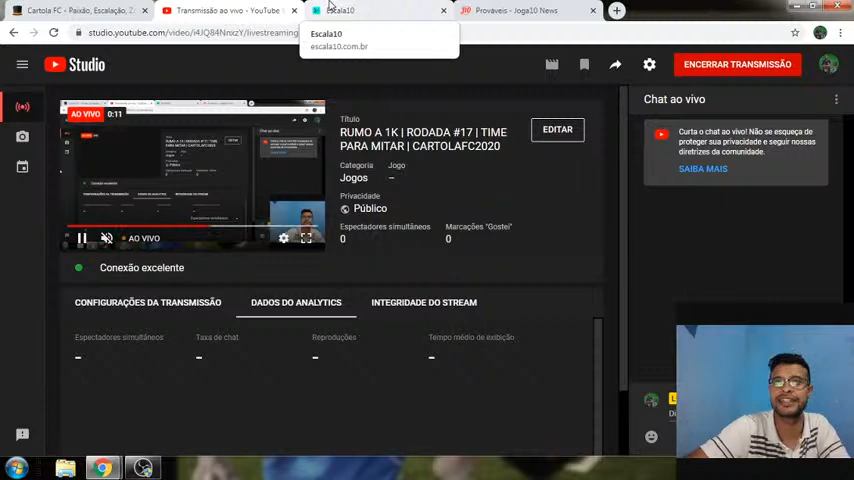 Cartola FC - Paixão, Escalação, Z
Transmissão ao vivo - YouTube
Escala10
Prováveis - Joga10 News
studio.youtube.com/video/i4JQ84NnxzY/livestreaming
Escala10
escala10.com.br
Studio
ENCERRAR TRANSMISSÃO
Chat ao vivo
AO VIVO 0:11
Título
RUMO A 1K | RODADA #17 | TIME
PARA MITAR | CARTOLAFC2020
EDITAR
Categoria Jogo
Jogos –
Privacidade
Público
Espectadores simultâneos Marcações "Gostei"
0 0
AO VIVO
Curta o chat ao vivo! Não se esqueça de
proteger sua privacidade e seguir nossas
diretrizes da comunidade.
SAIBA MAIS
Conexão excelente
CONFIGURAÇÕES DA TRANSMISSÃO DADOS DO ANALYTICS INTEGRIDADE DO STREAM
Espectadores simultâneos Taxa de chat Reproduções Tempo médio de exibição
– – – –